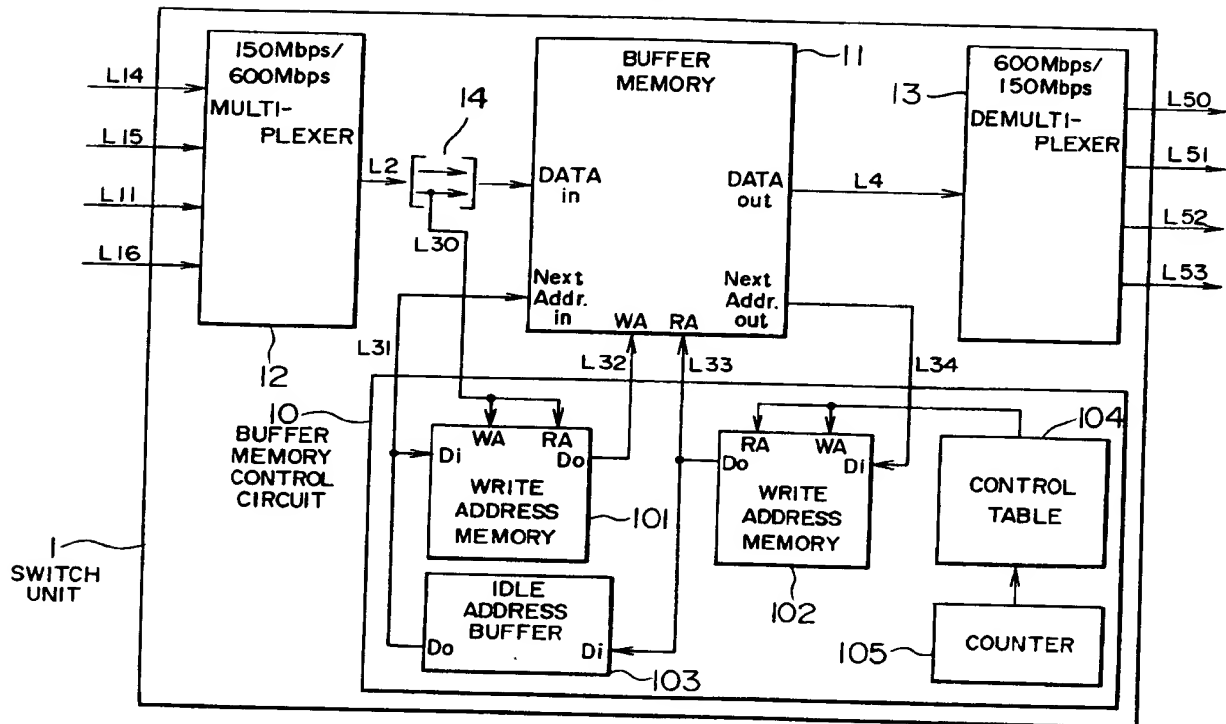 150Mbps/
600Mbps
MULTI-
PLEXER
L14
L15
L11
L16
12
L2
14
L30
BUFFER
MEMORY
11
DATA
in
DATA
out
Next
Addr.
in
Next
Addr.
out
WA RA
L4
600Mbps/
150Mbps
DEMULTI-
PLEXER
13
L50
L51
L52
L53
L31
L32
L33
L34
10
BUFFER
MEMORY
CONTROL
CIRCUIT
WA RA
Di Do
WRITE
ADDRESS
MEMORY
101
RA WA
Do Di
WRITE
ADDRESS
MEMORY
102
104
CONTROL
TABLE
IDLE
ADDRESS
BUFFER
Do Di
103
COUNTER
105
1
SWITCH
UNIT